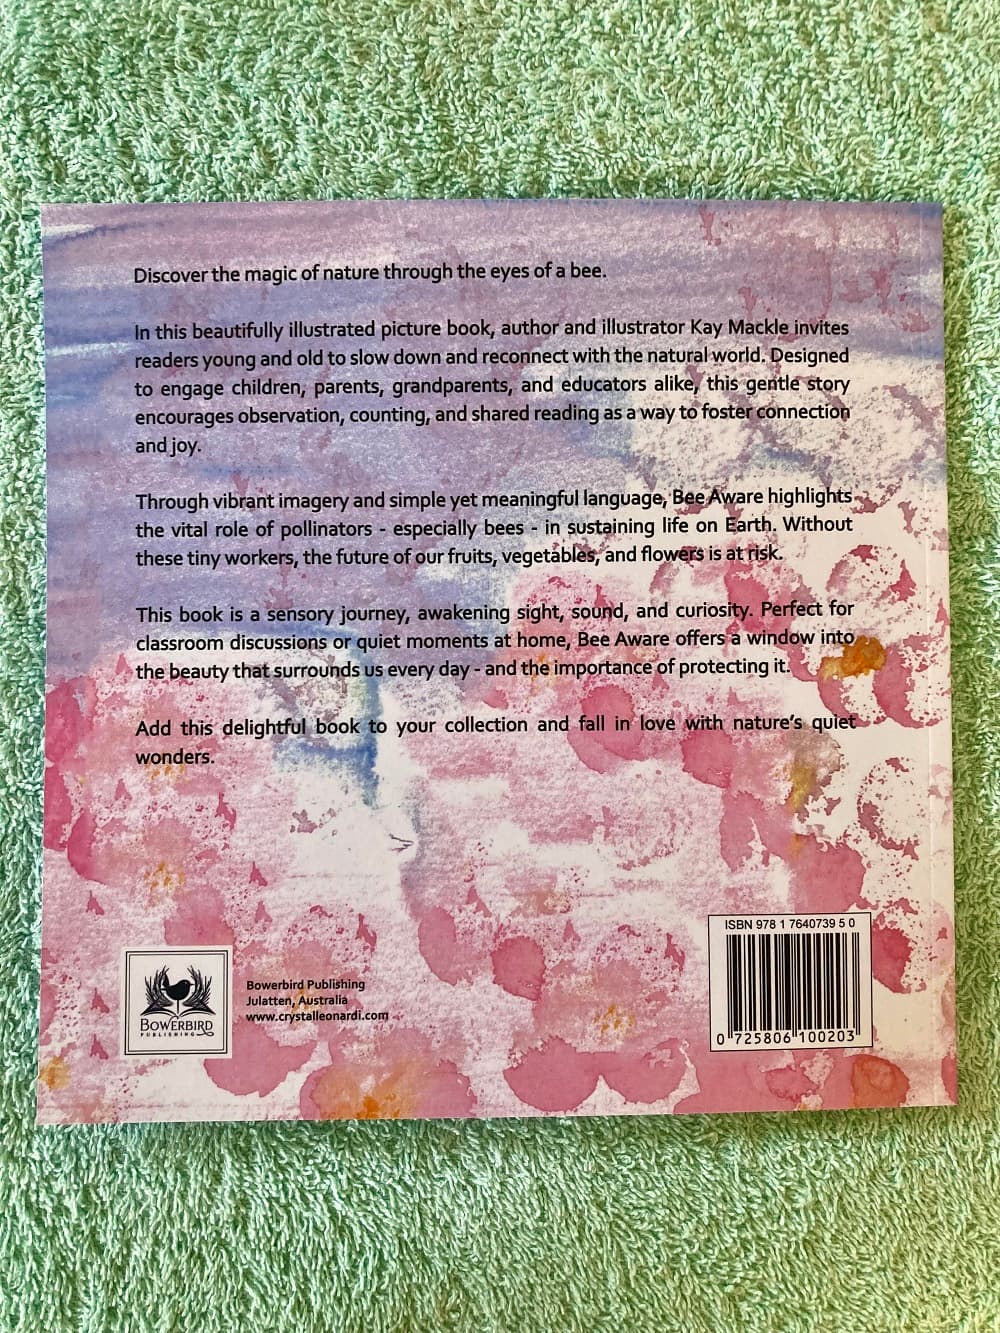 Discover the magic of nature through the eyes of a bee.
In this beautifully illustrated picture book, author and illustrator Kay Mackle invites
readers young and old to slow down and reconnect with the natural world. Designed
to engage children, parents, grandparents, and educators alike, this gentle story
encourages observation, counting, and shared reading as a way to foster connection
and joy.
Through vibrant imagery and simple yet meaningful language, Bee Aware highlights
the vital role of pollinators - especially bees - in sustaining life on Earth. Without
these tiny workers, the future of our fruits, vegetables, and flowers is at risk.
This book is a sensory journey, awakening sight, sound, and curiosity. Perfect for
classroom discussions or quiet moments at home, Bee Aware offers a window into
the beauty that surrounds us every day - and the importance of protecting it.
Add this delightful book to your collection and fall in love with nature's quiet
wonders.
BOWERBIRD
PUBLISHING
Bowerbird Publishing
Julatten, Australia
www.crystalleonardi.com
ISBN 978 1 7640739 5 0
0 725806 100203